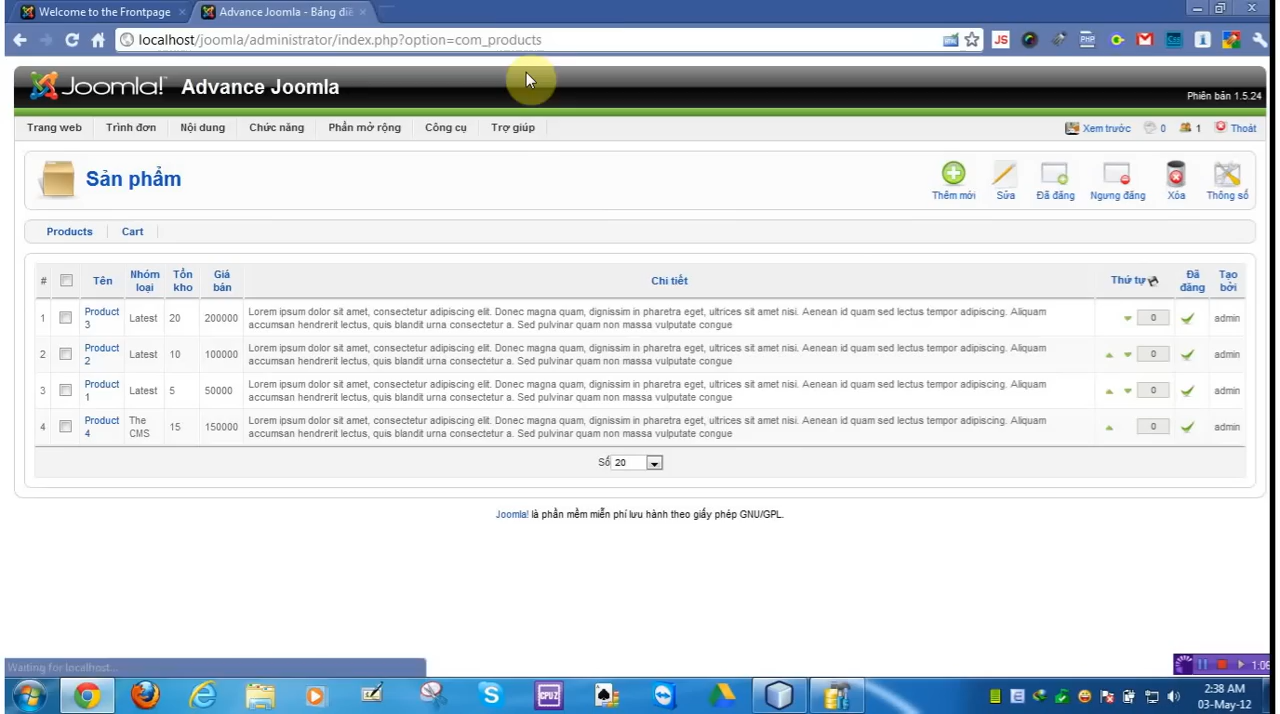 Welcome to the Frontpage
Advance Joomla - Bảng điề
localhost/joomla/administrator/index.php?option=com_products
JS
PHP
Joomla! Advance Joomla
Phiên bản 1.5.24
Trang web Trình đơn Nội dung Chức năng Phần mở rộng Công cụ Trợ giúp
Xem trước 0 1 Thoát
Sản phẩm
Thêm mới Sửa Đã đăng Ngưng đăng Xóa Thông số
Products Cart
# Tên Nhóm loại Tồn kho Giá bán Chi tiết Thứ tự Đã đăng Tạo bởi
1 Product 3 Latest 20 200000 Lorem ipsum dolor sit amet, consectetur adipiscing elit. Donec magna quam, dignissim in pharetra eget, ultrices sit amet nisi. Aenean id quam sed lectus tempor adipiscing. Nunc
accumsan hendrerit lectus, quis blandit urna consectetur a. Sed pulvinar quam non massa vulputate congue 0 admin
2 Product 2 Latest 10 100000 Lorem ipsum dolor sit amet, consectetur adipiscing elit. Donec magna quam, dignissim in pharetra eget, ultrices sit amet nisi. Aenean id quam sed lectus tempor adipiscing. Nunc
accumsan hendrerit lectus, quis blandit urna consectetur a. Sed pulvinar quam non massa vulputate congue 0 admin
3 Product 1 Latest 5 50000 Lorem ipsum dolor sit amet, consectetur adipiscing elit. Donec magna quam, dignissim in pharetra eget, ultrices sit amet nisi. Aenean id quam sed lectus tempor adipiscing. Nunc
accumsan hendrerit lectus, quis blandit urna consectetur a. Sed pulvinar quam non massa vulputate congue 0 admin
4 Product 4 The CMS 15 150000 Lorem ipsum dolor sit amet, consectetur adipiscing elit. Donec magna quam, dignissim in pharetra eget, ultrices sit amet nisi. Aenean id quam sed lectus tempor adipiscing. Nunc
accumsan hendrerit lectus, quis blandit urna consectetur a. Sed pulvinar quam non massa vulputate congue 0 admin
Số 20
Joomla! là phần mềm miễn phí lưu hành theo giấy phép GNU/GPL.
Waiting for localhost...
2:38 AM
03-May-12